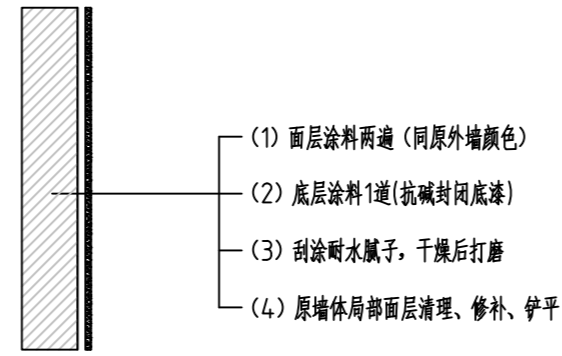 (1) 面层涂料两遍（同原外墙颜色）
(2) 底层涂料1道(抗碱封闭底漆)
(3) 刮涂耐水腻子，干燥后打磨
(4) 原墙体局部面层清理、修补、铲平